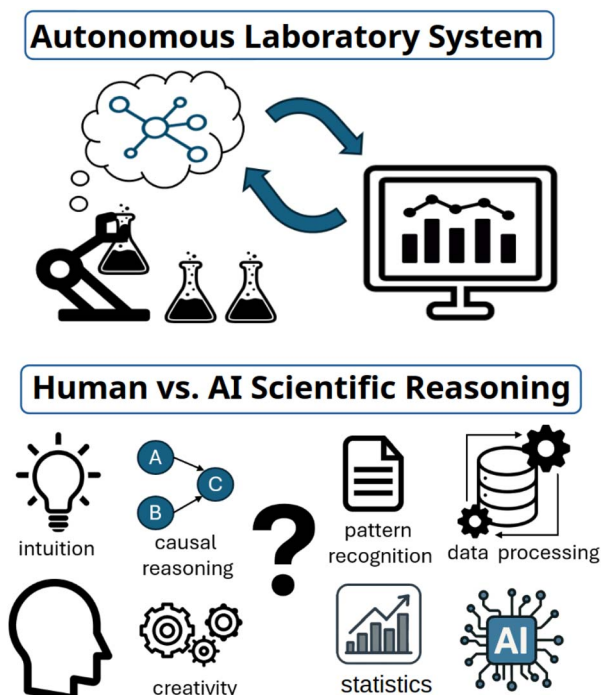 Autonomous Laboratory System
Human vs. AI Scientific Reasoning
A
B
C
intuition
causal
reasoning
?
pattern
recognition
data processing
creativity
statistics
AI